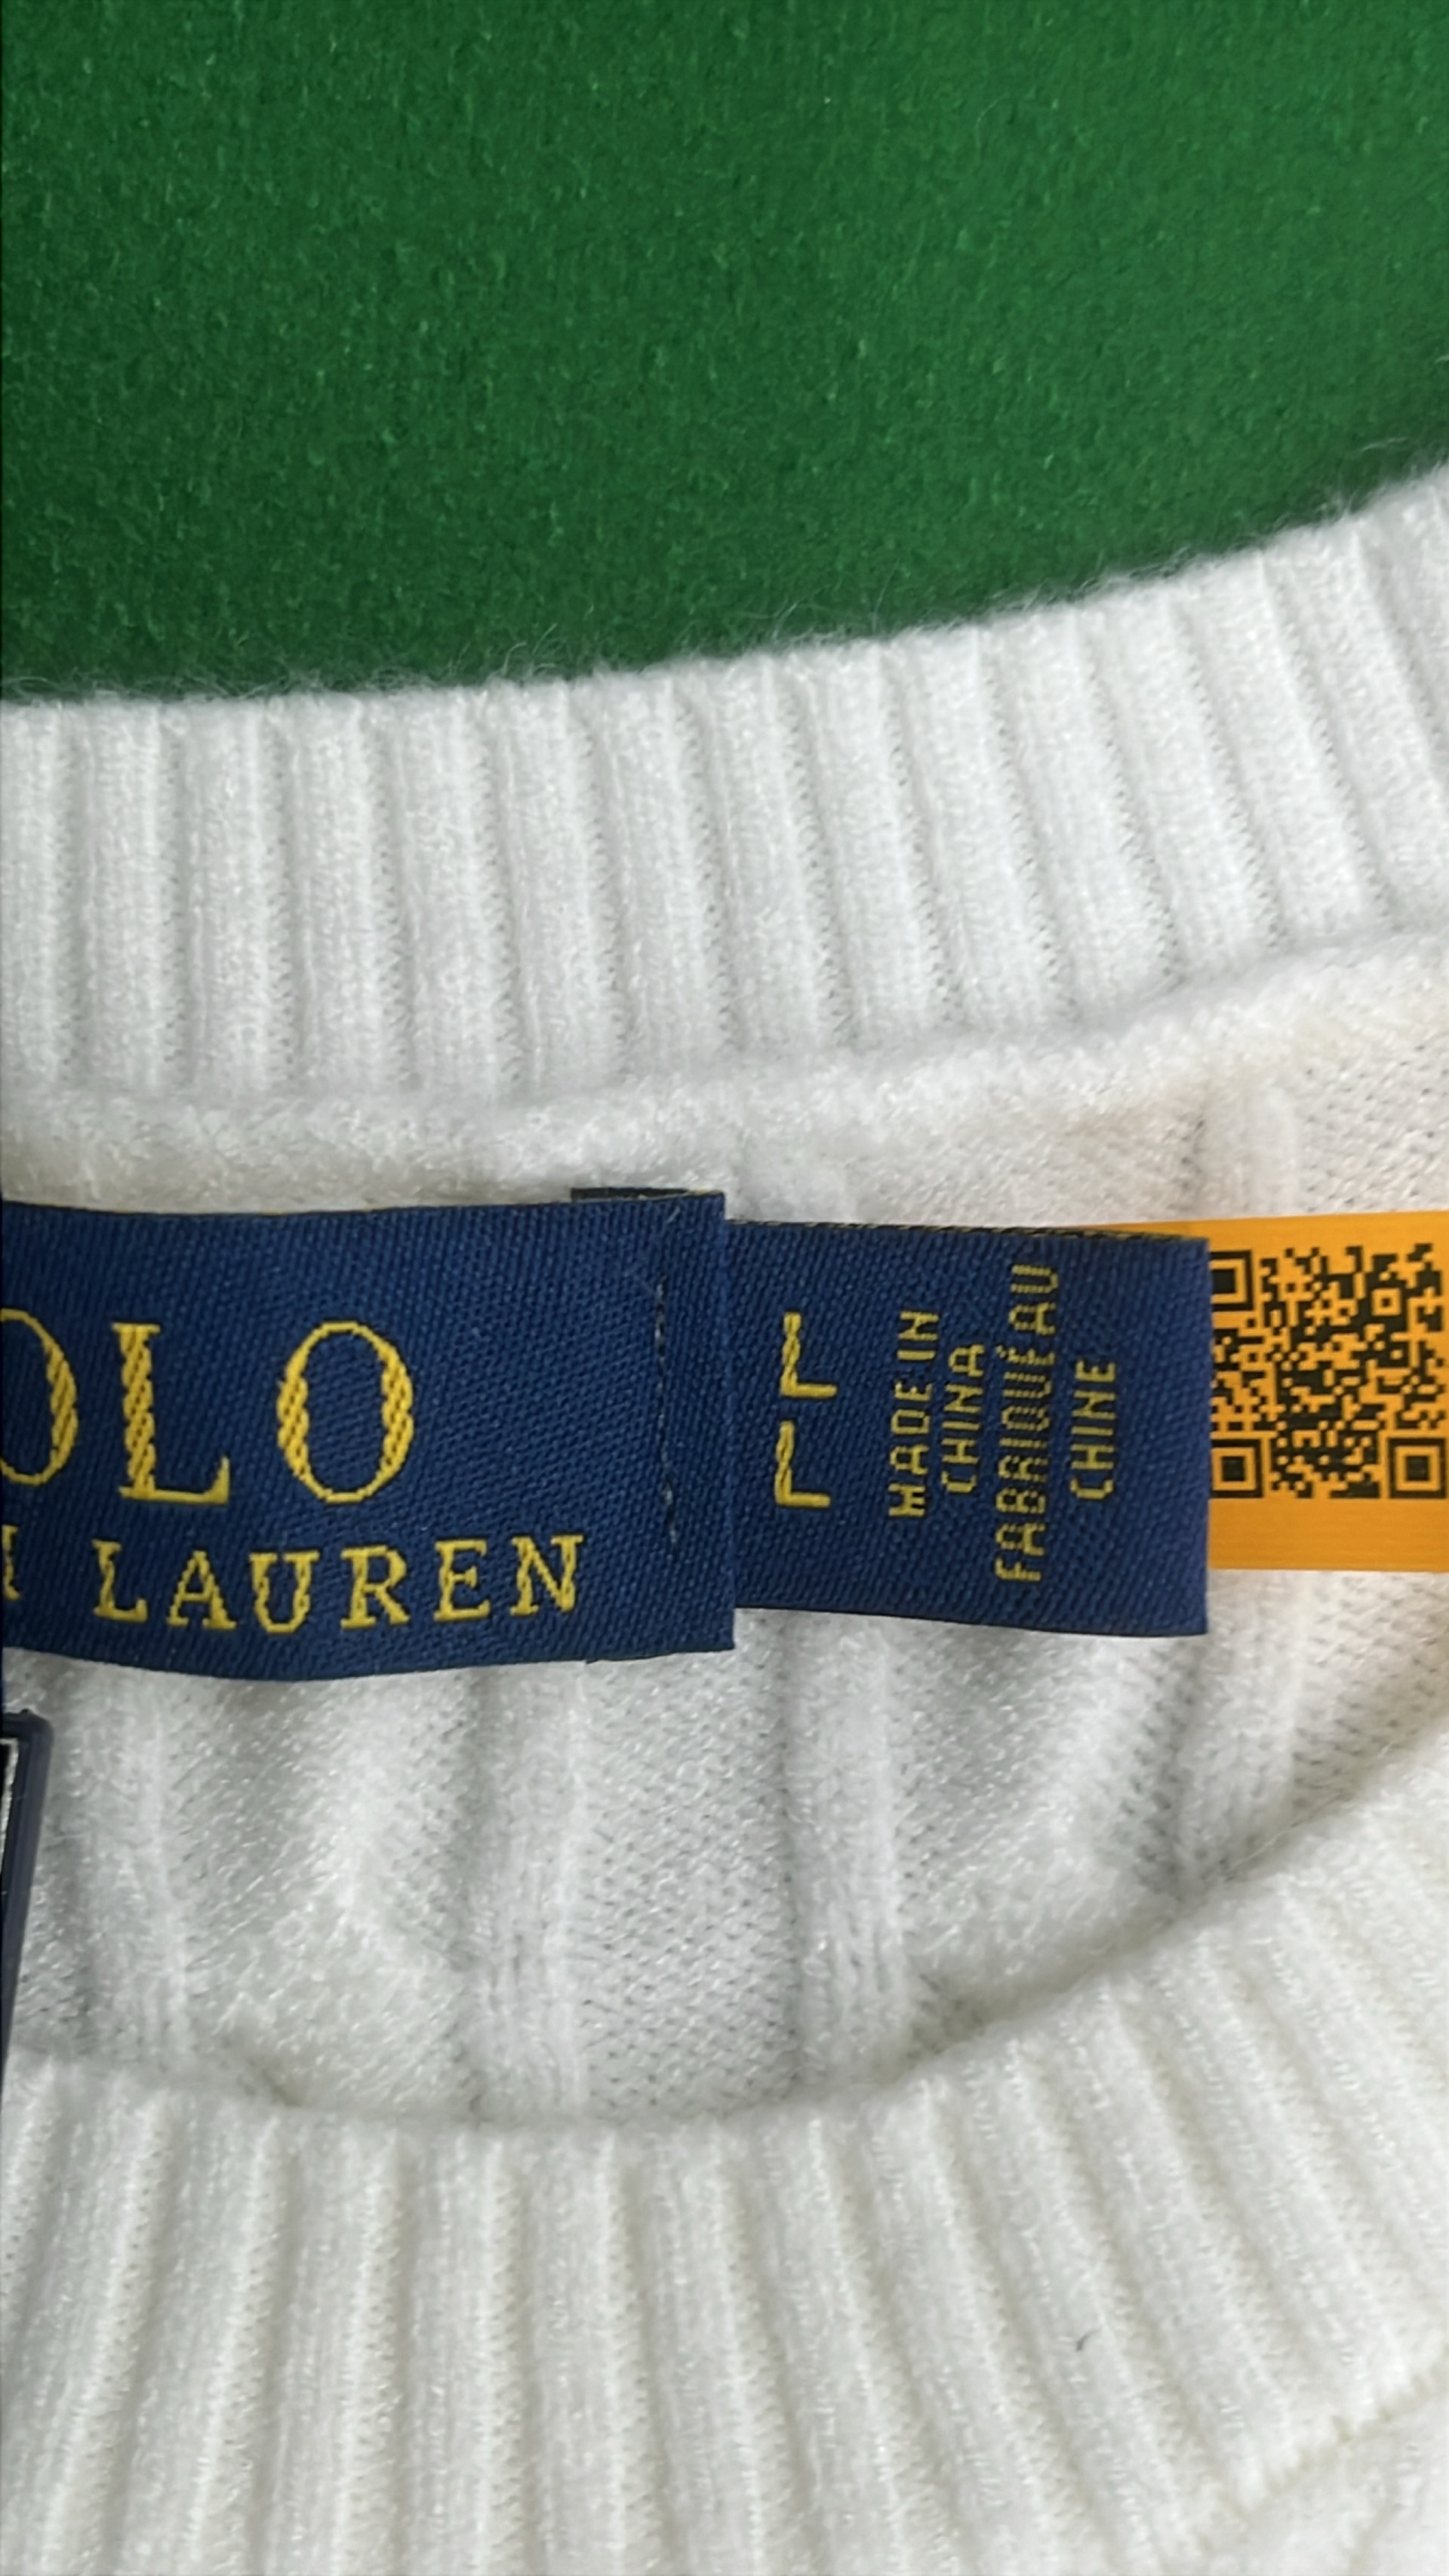 OLO
LAUREN
L
L
MADE IN
CHINA
FABRIQUÉ AU
CHINE